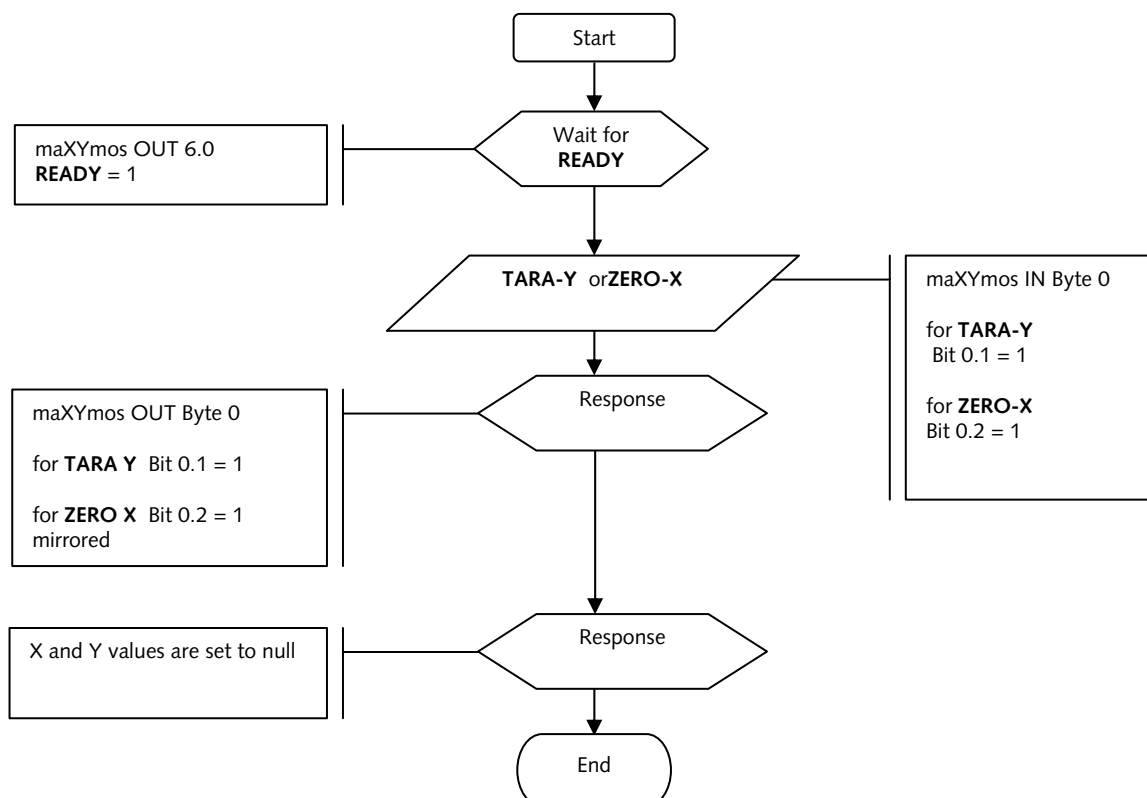 Start
Wait for
READY
maXYmos OUT 6.0
READY = 1
TARA-Y orZERO-X
maXYmos IN Byte 0
for TARA-Y
Bit 0.1 = 1
for ZERO-X
Bit 0.2 = 1
Response
maXYmos OUT Byte 0
for TARA Y Bit 0.1 = 1
for ZERO X Bit 0.2 = 1
mirrored
Response
X and Y values are set to null
End